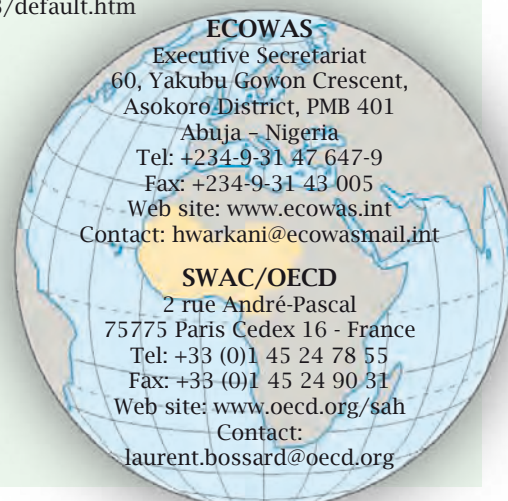 3/default.htm
ECOWAS
Executive Secretariat
60, Yakubu Gowon Crescent,
Asokoro District, PMB 401
Abuja – Nigeria
Tel: +234-9-31 47 647-9
Fax: +234-9-31 43 005
Web site: www.ecowas.int
Contact: hwarkani@ecowasmail.int
SWAC/OECD
2 rue André-Pascal
75775 Paris Cedex 16 - France
Tel: +33 (0)1 45 24 78 55
Fax: +33 (0)1 45 24 90 31
Web site: www.oecd.org/sah
Contact:
laurent.bossard@oecd.org